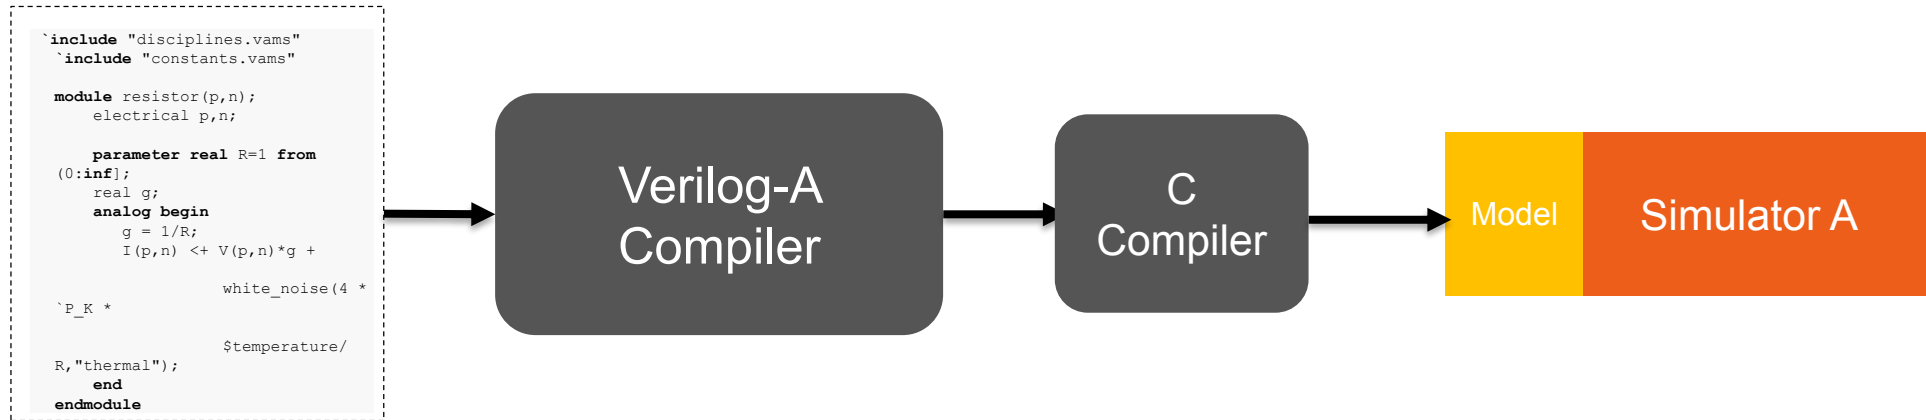 `include "disciplines.vams"
`include "constants.vams"
module resistor(p,n);
electrical p,n;
parameter real R=1 from
(0:inf];
real g;
analog begin
g = 1/R;
I(p,n) <+ V(p,n)*g +
white_noise(4 *
`P_K *
$temperature/
R,"thermal");
end
endmodule
Verilog-A
Compiler
C
Compiler
Model
Simulator A